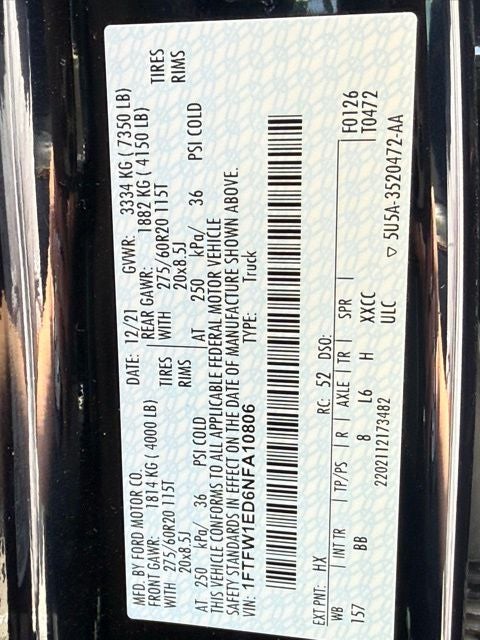 MFD. BY FORD MOTOR CO. DATE: 12/21 GVWR: 3334 KG ( 7350 LB)
FRONT GAWR: 1814 KG ( 4000 LB) REAR GAWR: 1882 KG ( 4150 LB)
WITH 275/60R20 115T TIRES WITH 275/60R20 115T TIRES
20x8.5J RIMS 20x8.5J RIMS
AT 250 kPa/ 36 PSI COLD AT 250 kPa/ 36 PSI COLD
THIS VEHICLE CONFORMS TO ALL APPLICABLE FEDERAL MOTOR VEHICLE
SAFETY STANDARDS IN EFFECT ON THE DATE OF MANUFACTURE SHOWN ABOVE.
VIN: 1FTFW1ED6NFA10806 TYPE: Truck
EXT PNT: HX RC: 52 DSO: F0126
WB INT TR TP/PS R AXLE TR SPR T0472
157 BB 8 L6 H XXCC
2202112173482 ULC ▽ 5U5A-3520472-AA